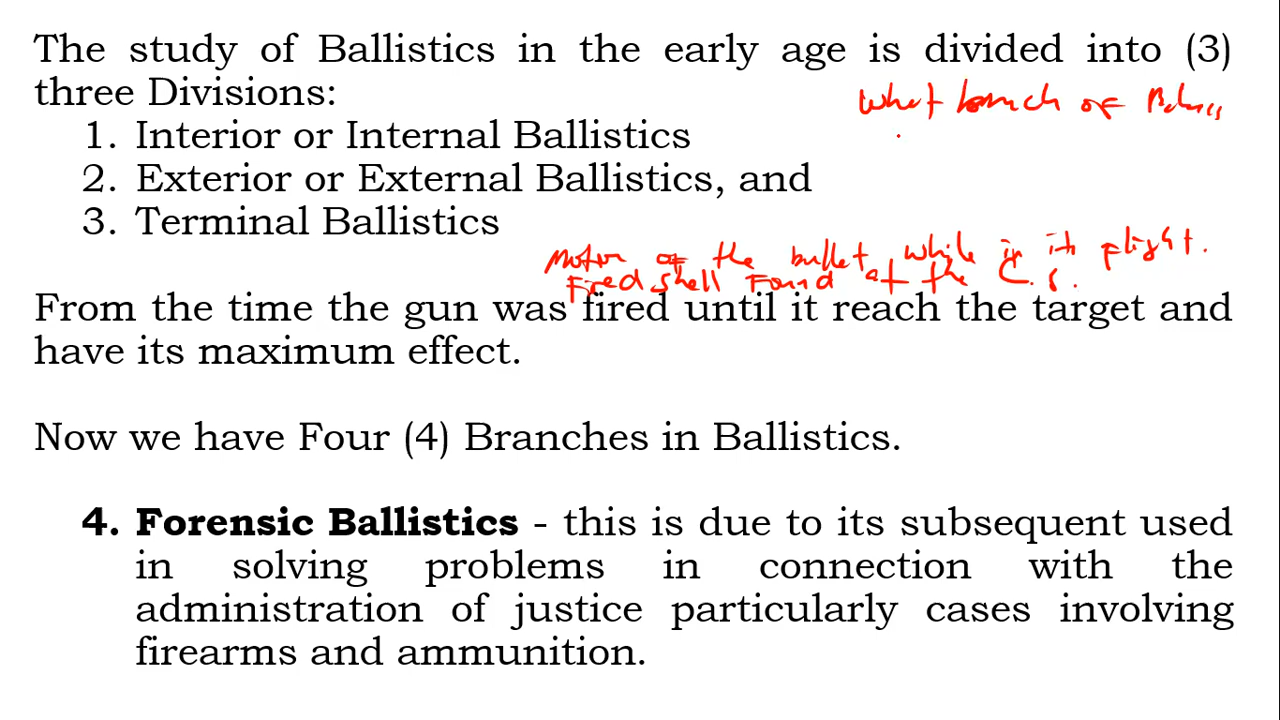 The study of Ballistics in the early age is divided into (3)
three Divisions:
What branch of
1. Interior or Internal Ballistics
2. Exterior or External Ballistics, and
3. Terminal Ballistics
of the bullet while in its flight.
Fired shell Found at the C.S.
From the time the gun was fired until it reach the target and
have its maximum effect.
Now we have Four (4) Branches in Ballistics.
4. Forensic Ballistics - this is due to its subsequent used
in solving problems in connection with the
administration of justice particularly cases involving
firearms and ammunition.